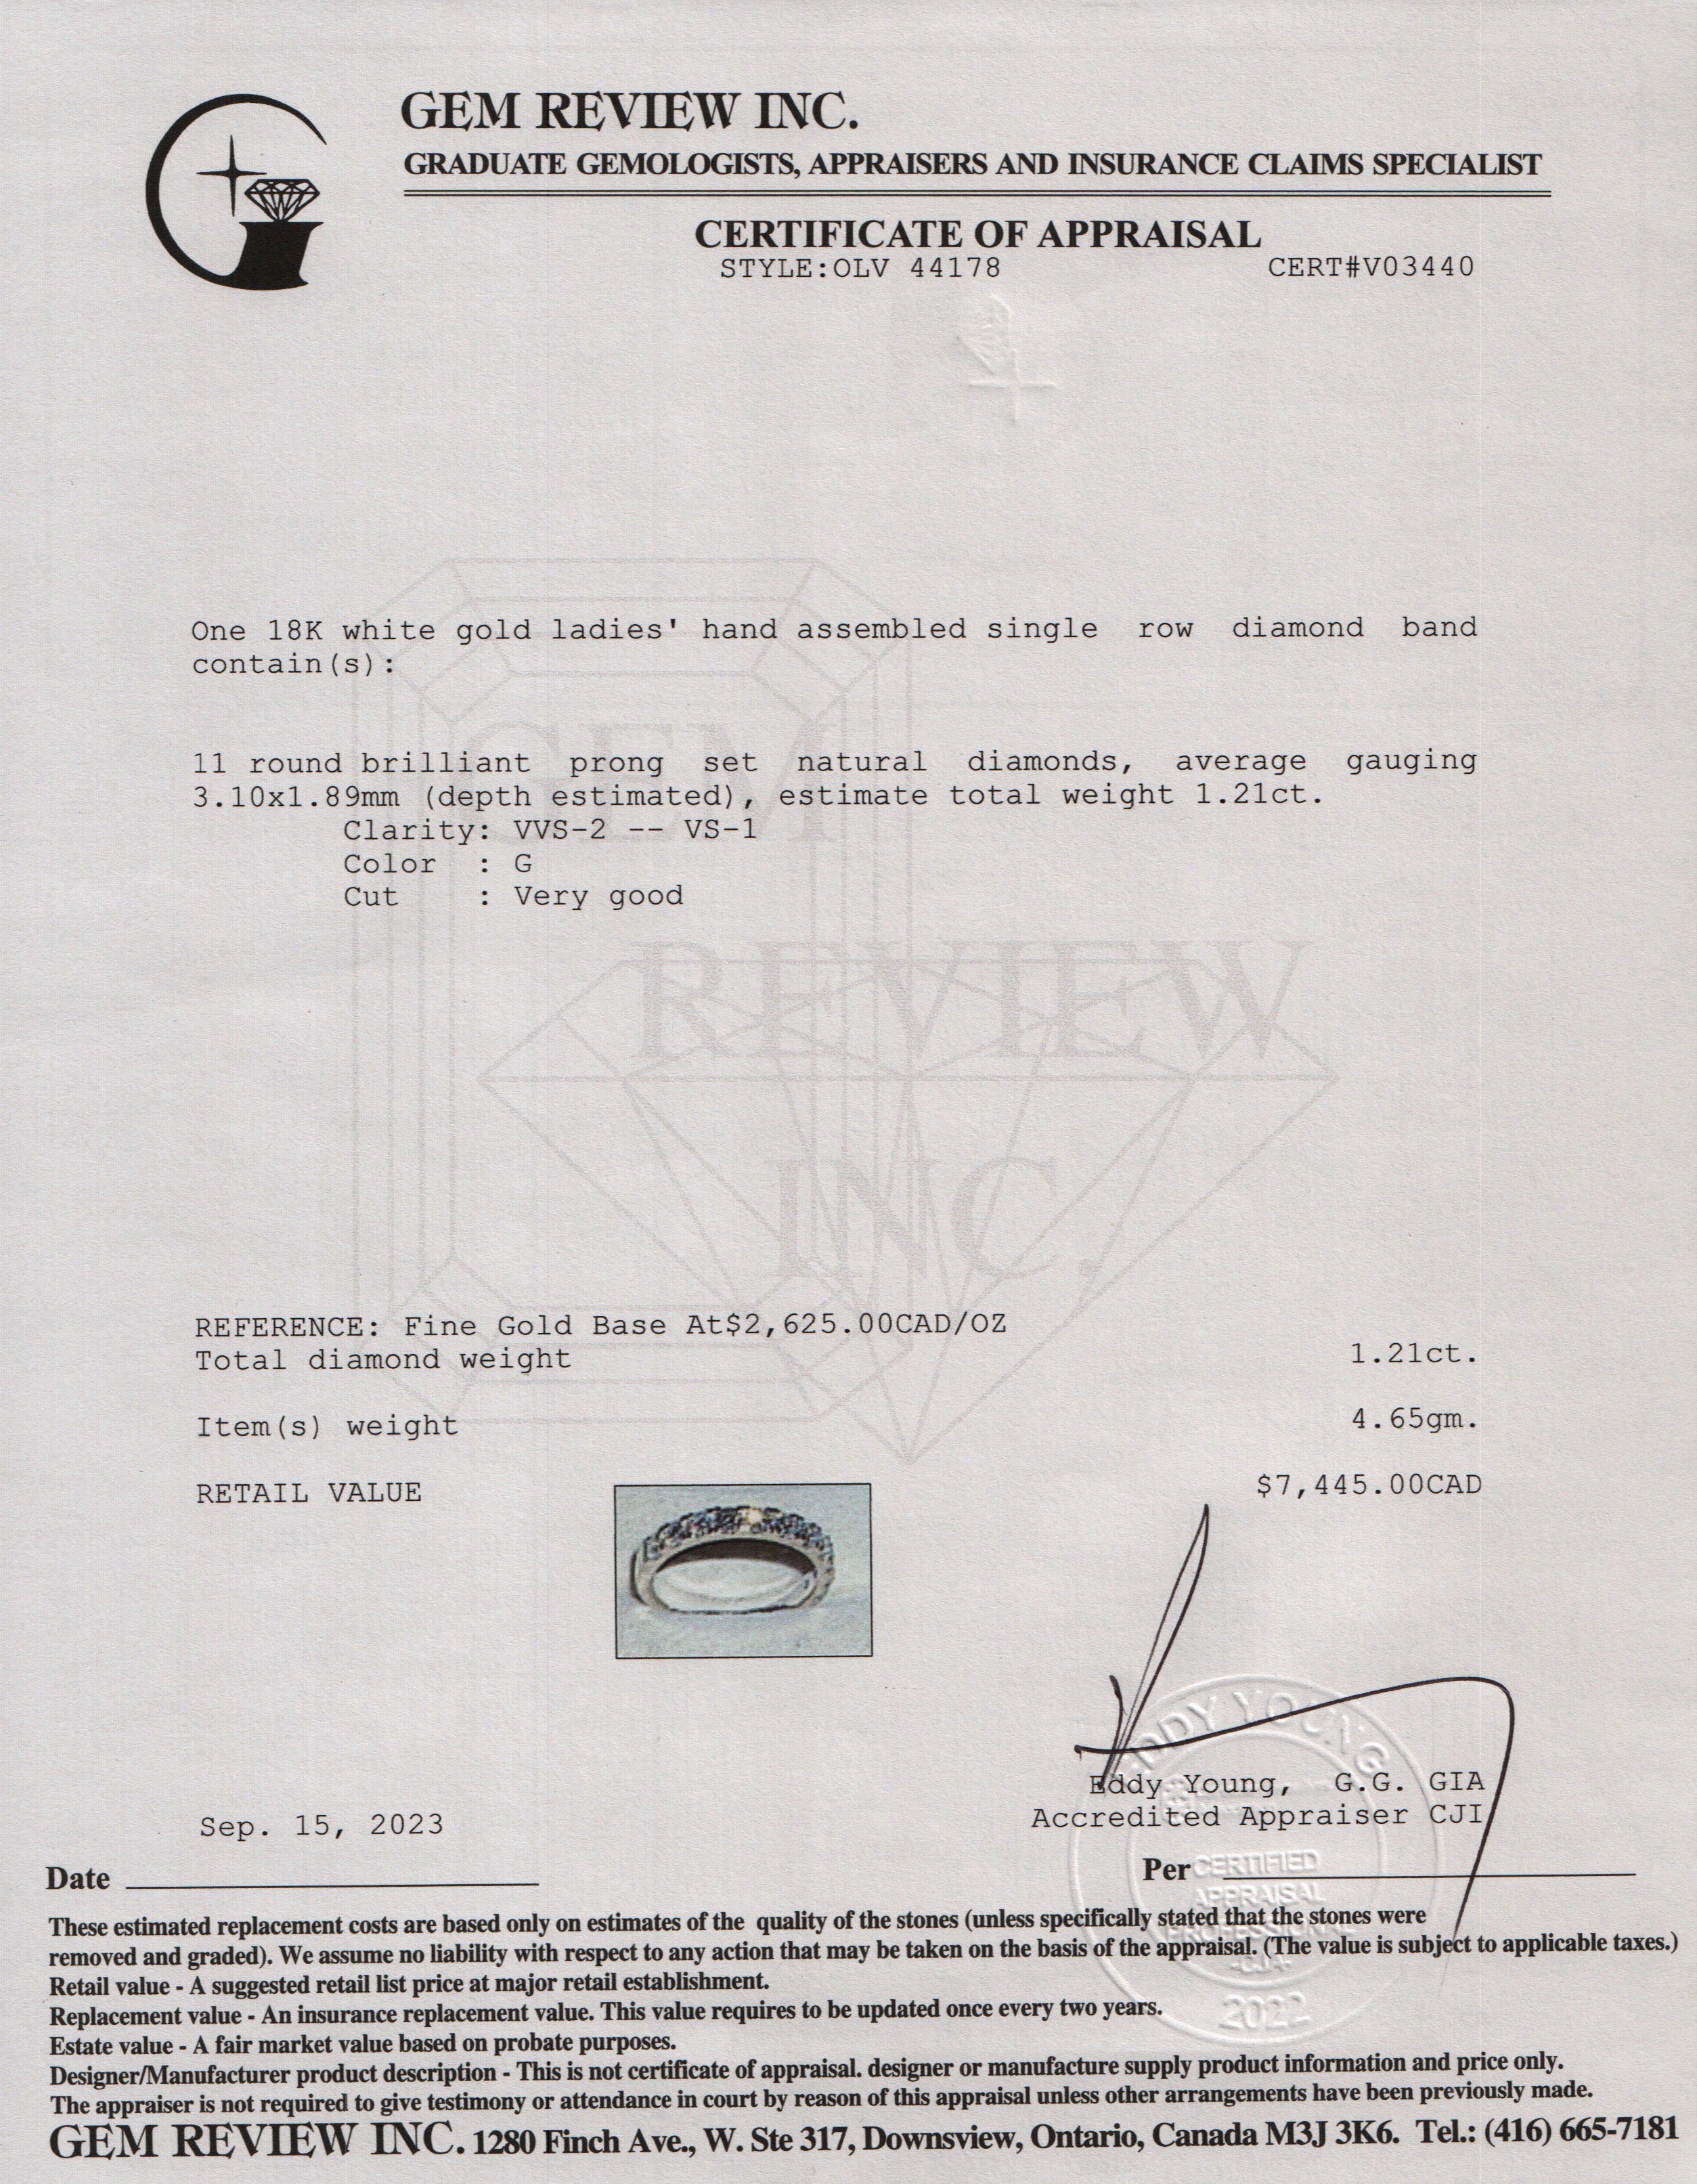 GEM REVIEW INC.
GRADUATE GEMOLOGISTS, APPRAISERS AND INSURANCE CLAIMS SPECIALIST
CERTIFICATE OF APPRAISAL
STYLE:OLV 44178 CERT#V03440
One 18K white gold ladies' hand assembled single row diamond band
contain(s):
11 round brilliant prong set natural diamonds, average gauging
3.10x1.89mm (depth estimated), estimate total weight 1.21ct.
Clarity: VVS-2 -- VS-1
Color : G
Cut : Very good
GEM
REVIEW
INC.
REFERENCE: Fine Gold Base At$2,625.00CAD/OZ
Total diamond weight 1.21ct.
Item(s) weight 4.65gm.
RETAIL VALUE $7,445.00CAD
EDDY YOUNG
Eddy Young, G.G. GIA
Accredited Appraiser CJI
Sep. 15, 2023
Date
Per
CERTIFIED
APPRAISAL
PROFESSIONAL
-CJA-
2022
These estimated replacement costs are based only on estimates of the quality of the stones (unless specifically stated that the stones were
removed and graded). We assume no liability with respect to any action that may be taken on the basis of the appraisal. (The value is subject to applicable taxes.)
Retail value - A suggested retail list price at major retail establishment.
Replacement value - An insurance replacement value. This value requires to be updated once every two years.
Estate value - A fair market value based on probate purposes.
Designer/Manufacturer product description - This is not certificate of appraisal. designer or manufacture supply product information and price only.
The appraiser is not required to give testimony or attendance in court by reason of this appraisal unless other arrangements have been previously made.
GEM REVIEW INC. 1280 Finch Ave., W. Ste 317, Downsview, Ontario, Canada M3J 3K6. Tel.: (416) 665-7181